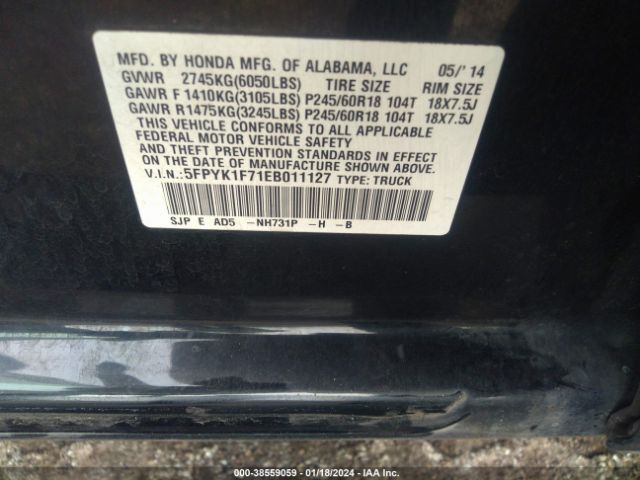 MFD. BY HONDA MFG. OF ALABAMA, LLC 05/'14
GVWR 2745KG(6050LBS) TIRE SIZE RIM SIZE
GAWR F 1410KG(3105LBS) P245/60R18 104T 18X7.5J
GAWR R1475KG(3245LBS) P245/60R18 104T 18X7.5J
THIS VEHICLE CONFORMS TO ALL APPLICABLE
FEDERAL MOTOR VEHICLE SAFETY
AND THEFT PREVENTION STANDARDS IN EFFECT
ON THE DATE OF MANUFACTURE SHOWN ABOVE.
V.I.N.:5FPYK1F71EB011127 TYPE: TRUCK
SJP E AD5 -NH731P -H -B
000-38559059 - 01/18/2024 - IAA Inc.